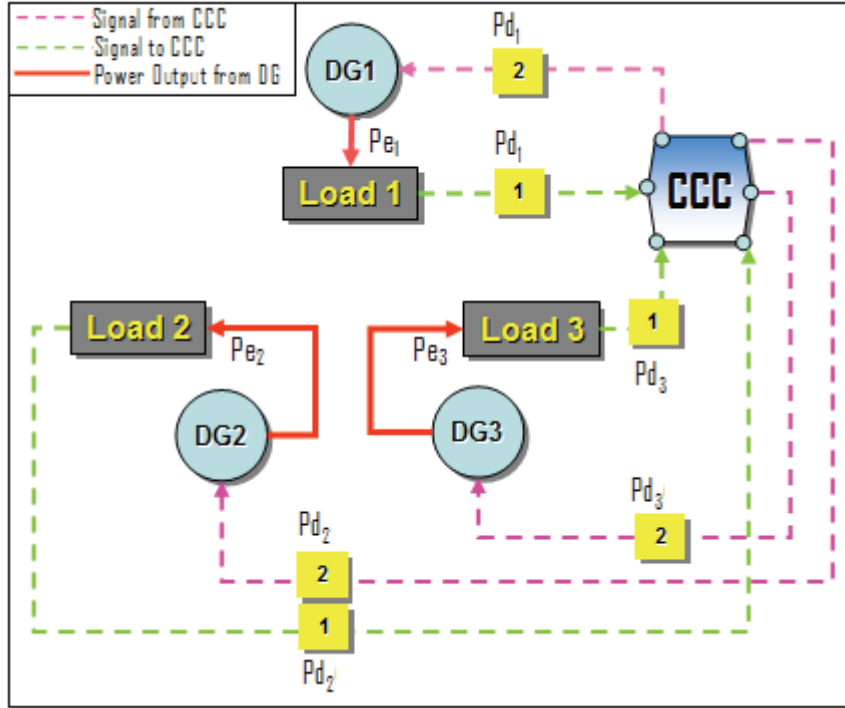 Signal from CCC
Signal to CCC
Power Output from DG
Pd₁
DG1
2
Pe₁
Pd₁
Load 1
1
CCC
Load 2
Pe₂
Load 3
Pe₃
1
Pd₃
DG2
DG3
Pd₃
2
Pd₂
2
1
Pd₂